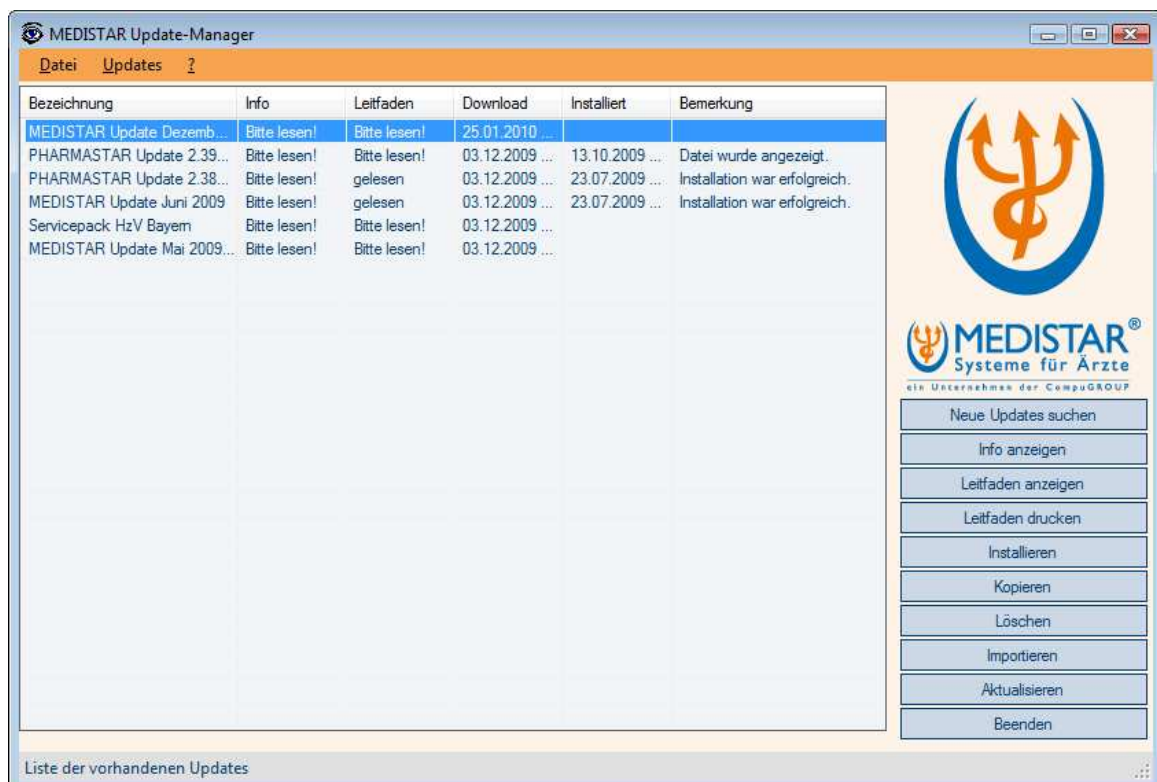 MEDISTAR Update-Manager
Datei Updates ?
Bezeichnung Info Leitfaden Download Installiert Bemerkung
MEDISTAR Update Dezemb... Bitte lesen! Bitte lesen! 25.01.2010 ...
PHARMASTAR Update 2.39... Bitte lesen! Bitte lesen! 03.12.2009 ... 13.10.2009 ... Datei wurde angezeigt.
PHARMASTAR Update 2.38... Bitte lesen! gelesen 03.12.2009 ... 23.07.2009 ... Installation war erfolgreich.
MEDISTAR Update Juni 2009 Bitte lesen! gelesen 03.12.2009 ... 23.07.2009 ... Installation war erfolgreich.
Servicepack HzV Bayern Bitte lesen! Bitte lesen! 03.12.2009 ...
MEDISTAR Update Mai 2009... Bitte lesen! Bitte lesen! 03.12.2009 ...
MEDISTAR®
Systeme für Ärzte
ein Unternehmen der CompuGROUP
Neue Updates suchen
Info anzeigen
Leitfaden anzeigen
Leitfaden drucken
Installieren
Kopieren
Löschen
Importieren
Aktualisieren
Beenden
Liste der vorhandenen Updates